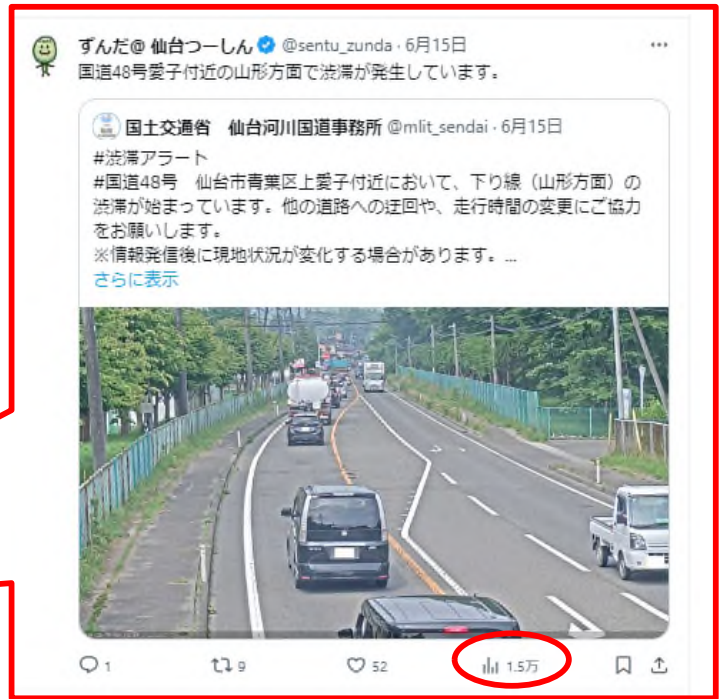 ずんだ@ 仙台つーしん @sentu_zunda · 6月15日
国道48号愛子付近の山形方面で渋滞が発生しています。
国土交通省 仙台河川国道事務所 @mlit_sendai · 6月15日
#渋滞アラート
#国道48号 仙台市青葉区上愛子付近において、下り線（山形方面）の
渋滞が始まっています。他の道路への迂回や、走行時間の変更にご協力
をお願いします。
※情報発信後に現地状況が変化する場合があります。...
さらに表示
1 9 52 1.5万